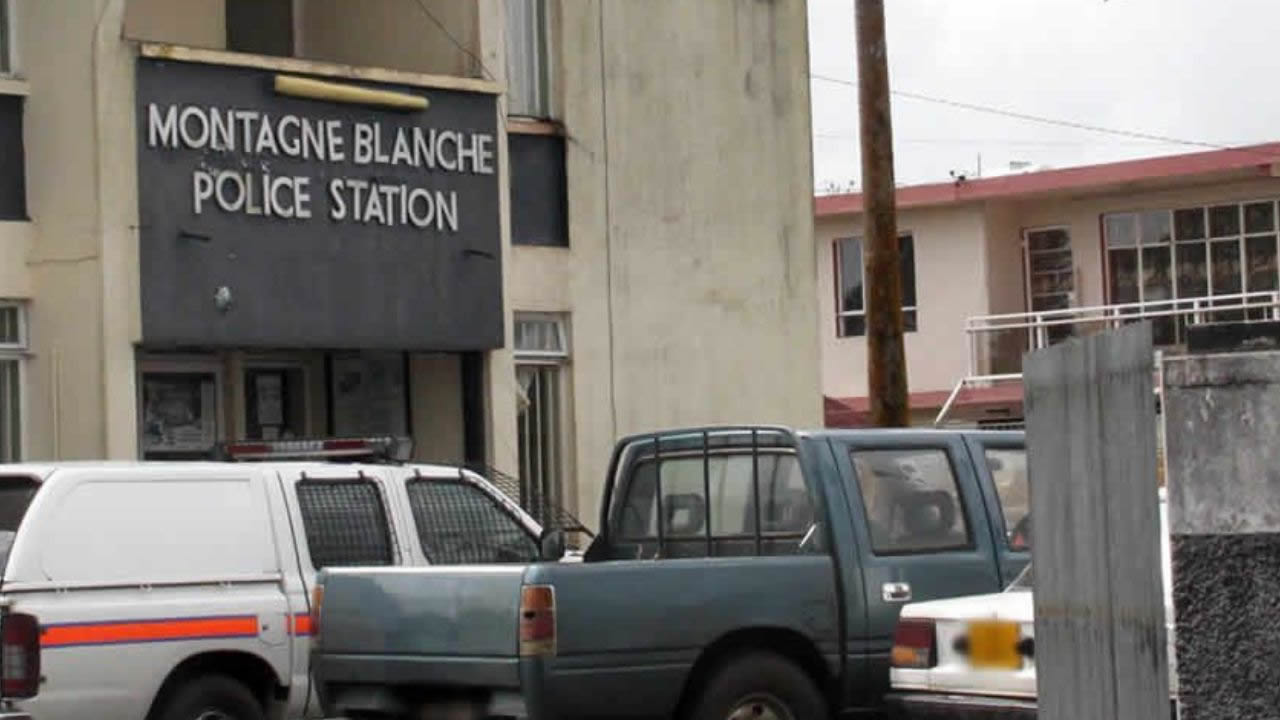 MONTAGNE BLANCHE
POLICE STATION